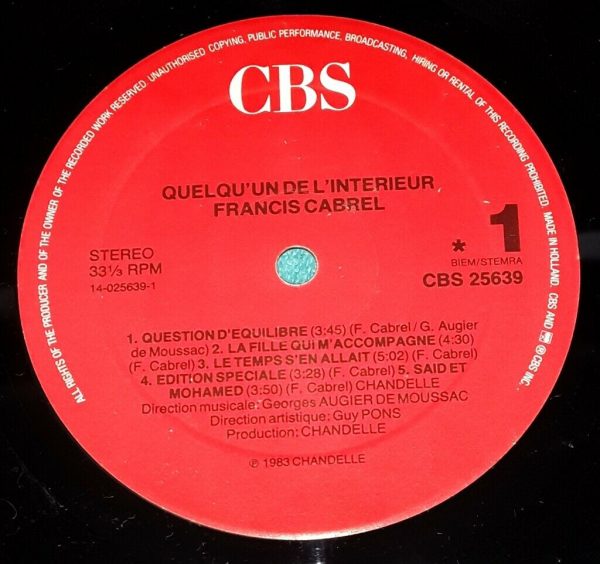 ALL RIGHTS OF THE PRODUCER AND OF THE OWNER OF THE RECORDED WORK RESERVED. UNAUTHORISED COPYING, PUBLIC PERFORMANCE, BROADCASTING, HIRING OR RENTAL OF THIS RECORDING PROHIBITED. MADE IN HOLLAND. CBS AND ℗ CBS INC.
CBS
QUELQU'UN DE L'INTERIEUR
FRANCIS CABREL
STEREO
33⅓ RPM
14-025639-1
* 1
BIEM/STEMRA
CBS 25639
1. QUESTION D'EQUILIBRE (3:45) (F. Cabrel/G. Augier
de Moussac) 2. LA FILLE QUI M'ACCOMPAGNE (4:30)
(F. Cabrel) 3. LE TEMPS S'EN ALLAIT (5:02) (F. Cabrel)
4. EDITION SPECIALE (3:28) (F. Cabrel) 5. SAID ET
MOHAMED (3:50) (F. Cabrel) CHANDELLE
Direction musicale: Georges AUGIER DE MOUSSAC
Direction artistique: Guy PONS
Production: CHANDELLE
℗ 1983 CHANDELLE